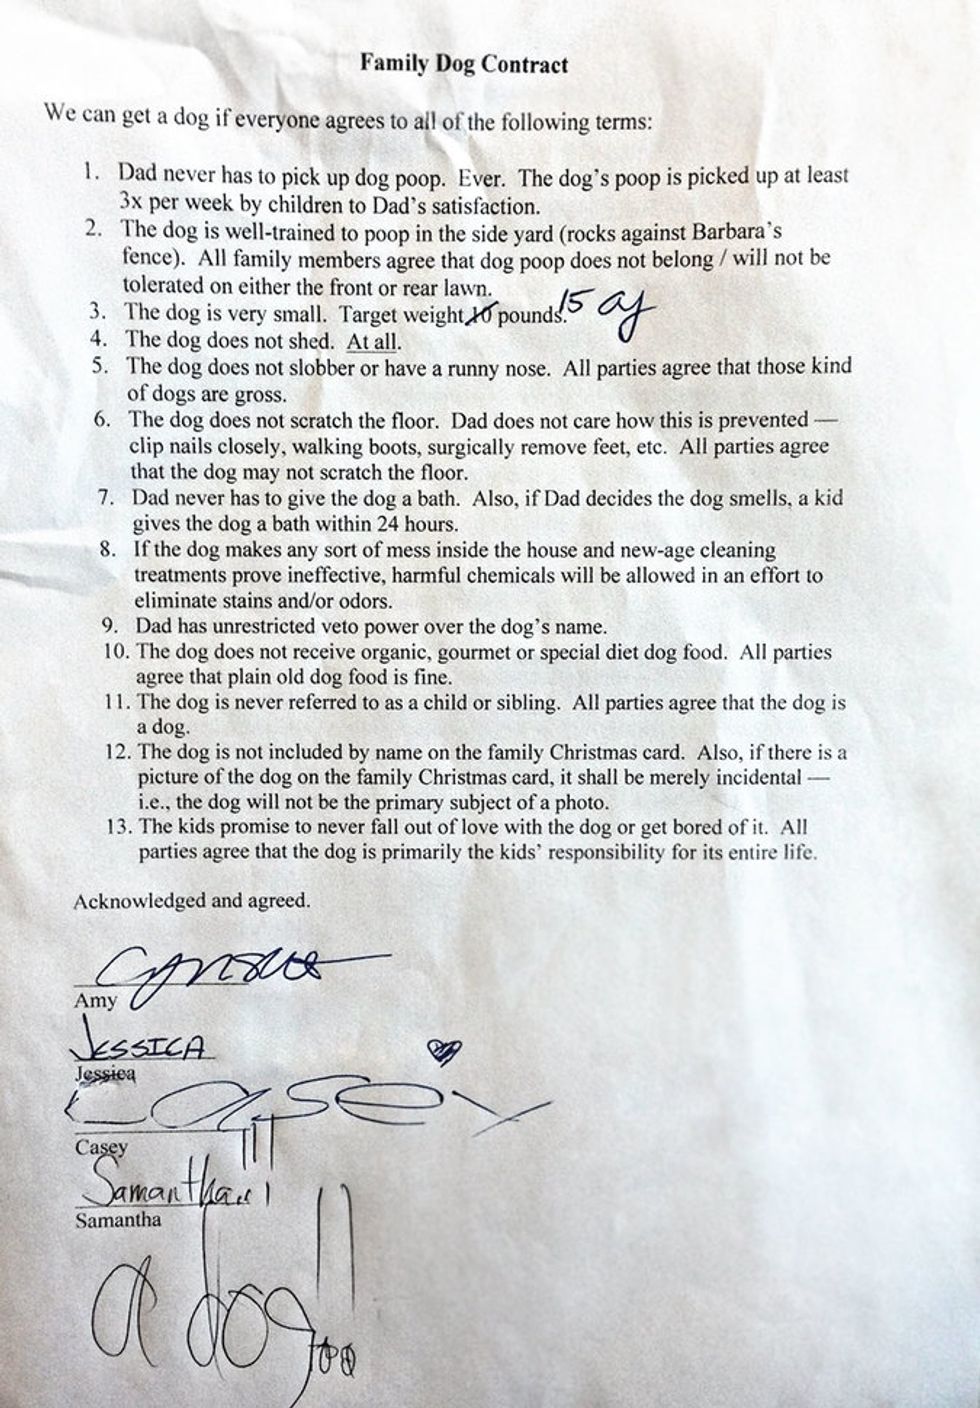 Family Dog Contract
We can get a dog if everyone agrees to all of the following terms:
1. Dad never has to pick up dog poop. Ever. The dog's poop is picked up at least
3x per week by children to Dad's satisfaction.
2. The dog is well-trained to poop in the side yard (rocks against Barbara's
fence). All family members agree that dog poop does not belong / will not be
tolerated on either the front or rear lawn.
3. The dog is very small. Target weight 10 pounds. 15 aj
4. The dog does not shed. At all.
5. The dog does not slobber or have a runny nose. All parties agree that those kind
of dogs are gross.
6. The dog does not scratch the floor. Dad does not care how this is prevented —
clip nails closely, walking boots, surgically remove feet, etc. All parties agree
that the dog may not scratch the floor.
7. Dad never has to give the dog a bath. Also, if Dad decides the dog smells, a kid
gives the dog a bath within 24 hours.
8. If the dog makes any sort of mess inside the house and new-age cleaning
treatments prove ineffective, harmful chemicals will be allowed in an effort to
eliminate stains and/or odors.
9. Dad has unrestricted veto power over the dog's name.
10. The dog does not receive organic, gourmet or special diet dog food. All parties
agree that plain old dog food is fine.
11. The dog is never referred to as a child or sibling. All parties agree that the dog is
a dog.
12. The dog is not included by name on the family Christmas card. Also, if there is a
picture of the dog on the family Christmas card, it shall be merely incidental —
i.e., the dog will not be the primary subject of a photo.
13. The kids promise to never fall out of love with the dog or get bored of it. All
parties agree that the dog is primarily the kids' responsibility for its entire life.
Acknowledged and agreed.
Amy
JESSICA
Jessica
Casey
Casey
Samantha
Samantha
a dog!!